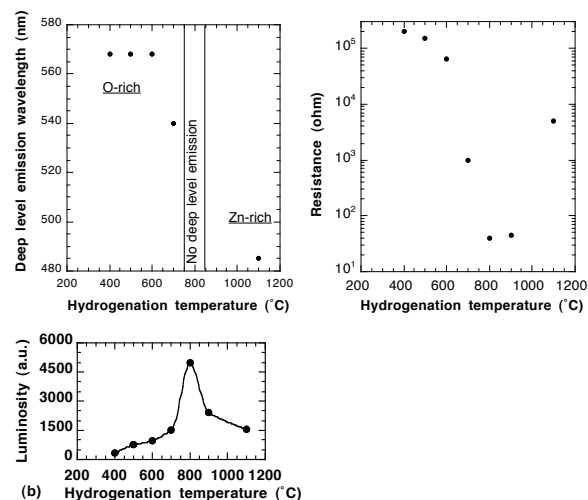 580
560
540
520
500
480
Deep level emission wavelength (nm)
O-rich
No deep level emission
Zn-rich
200 400 600 800 1000 1200
Hydrogenation temperature (˚C)
10⁵
10⁴
10³
10²
10¹
Resistance (ohm)
200 400 600 800 1000 1200
Hydrogenation temperature (˚C)
6000
4500
3000
1500
0
Luminosity (a.u.)
200 400 600 800 1000 1200
(b) Hydrogenation temperature (˚C)